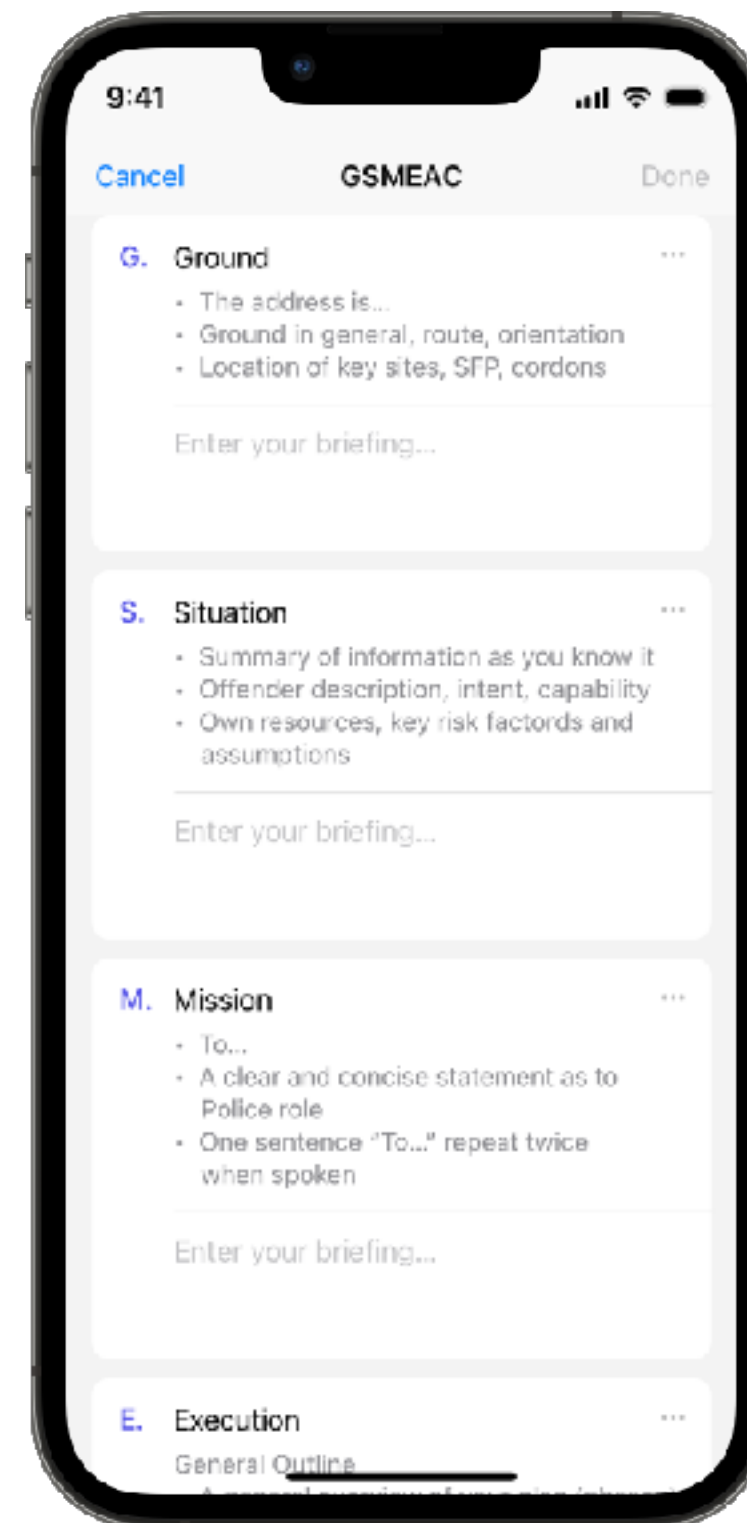 9:41
Cancel GSMEAC Done
G. Ground ...
- The address is...
- Ground in general, route, orientation
- Location of key sites, SFP, cordons
Enter your briefing...
S. Situation ...
- Summary of information as you know it
- Offender description, intent, capability
- Own resources, key risk factords and
assumptions
Enter your briefing...
M. Mission ...
- To...
- A clear and concise statement as to
Police role
- One sentence “To...” repeat twice
when spoken
Enter your briefing...
E. Execution ...
General Outline